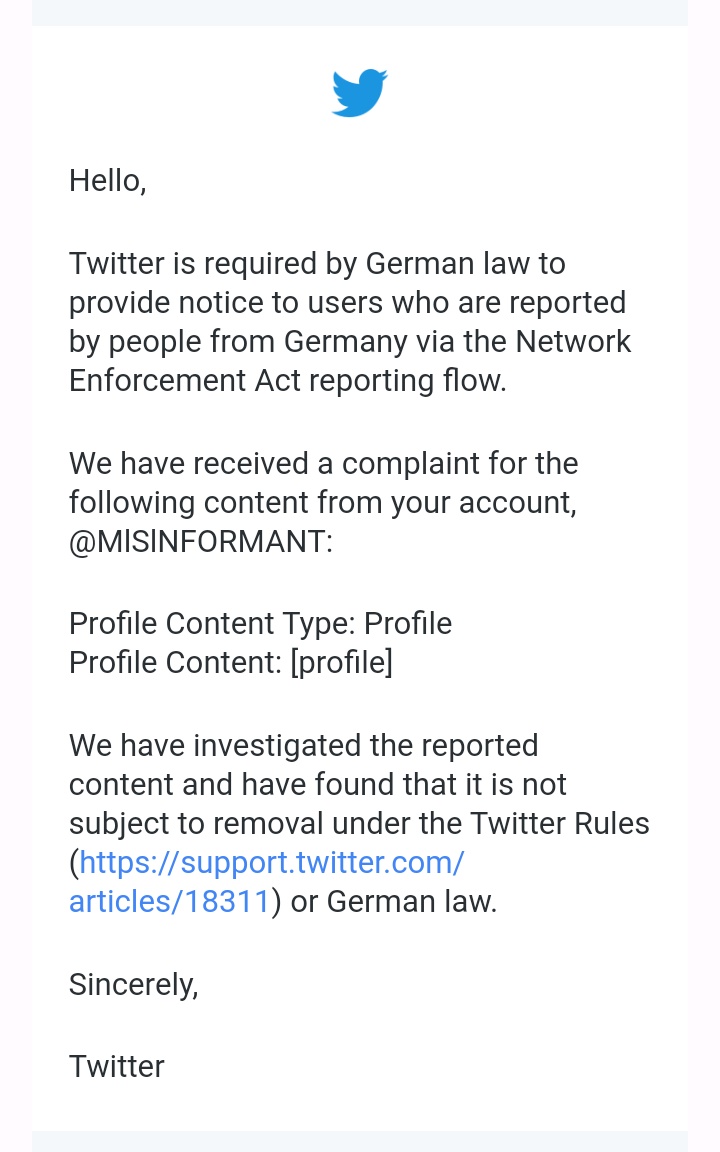 Hello,
Twitter is required by German law to
provide notice to users who are reported
by people from Germany via the Network
Enforcement Act reporting flow.
We have received a complaint for the
following content from your account,
@MlSlNFORMANT:
Profile Content Type: Profile
Profile Content: [profile]
We have investigated the reported
content and have found that it is not
subject to removal under the Twitter Rules
(https://support.twitter.com/
articles/18311) or German law.
Sincerely,
Twitter